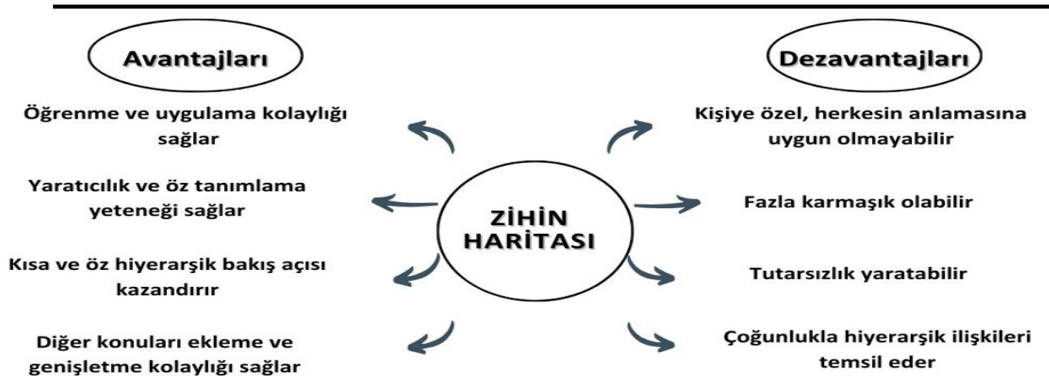 Avantajları
Öğrenme ve uygulama kolaylığı
sağlar
Yaratıcılık ve öz tanımlama
yeteneği sağlar
Kısa ve öz hiyerarşik bakış açısı
kazandırır
Diğer konuları ekleme ve
genişletme kolaylığı sağlar
ZİHİN
HARİTASI
Dezavantajları
Kişiye özel, herkesin anlamasına
uygun olmayabilir
Fazla karmaşık olabilir
Tutarsızlık yaratabilir
Çoğunlukla hiyerarşik ilişkileri
temsil eder